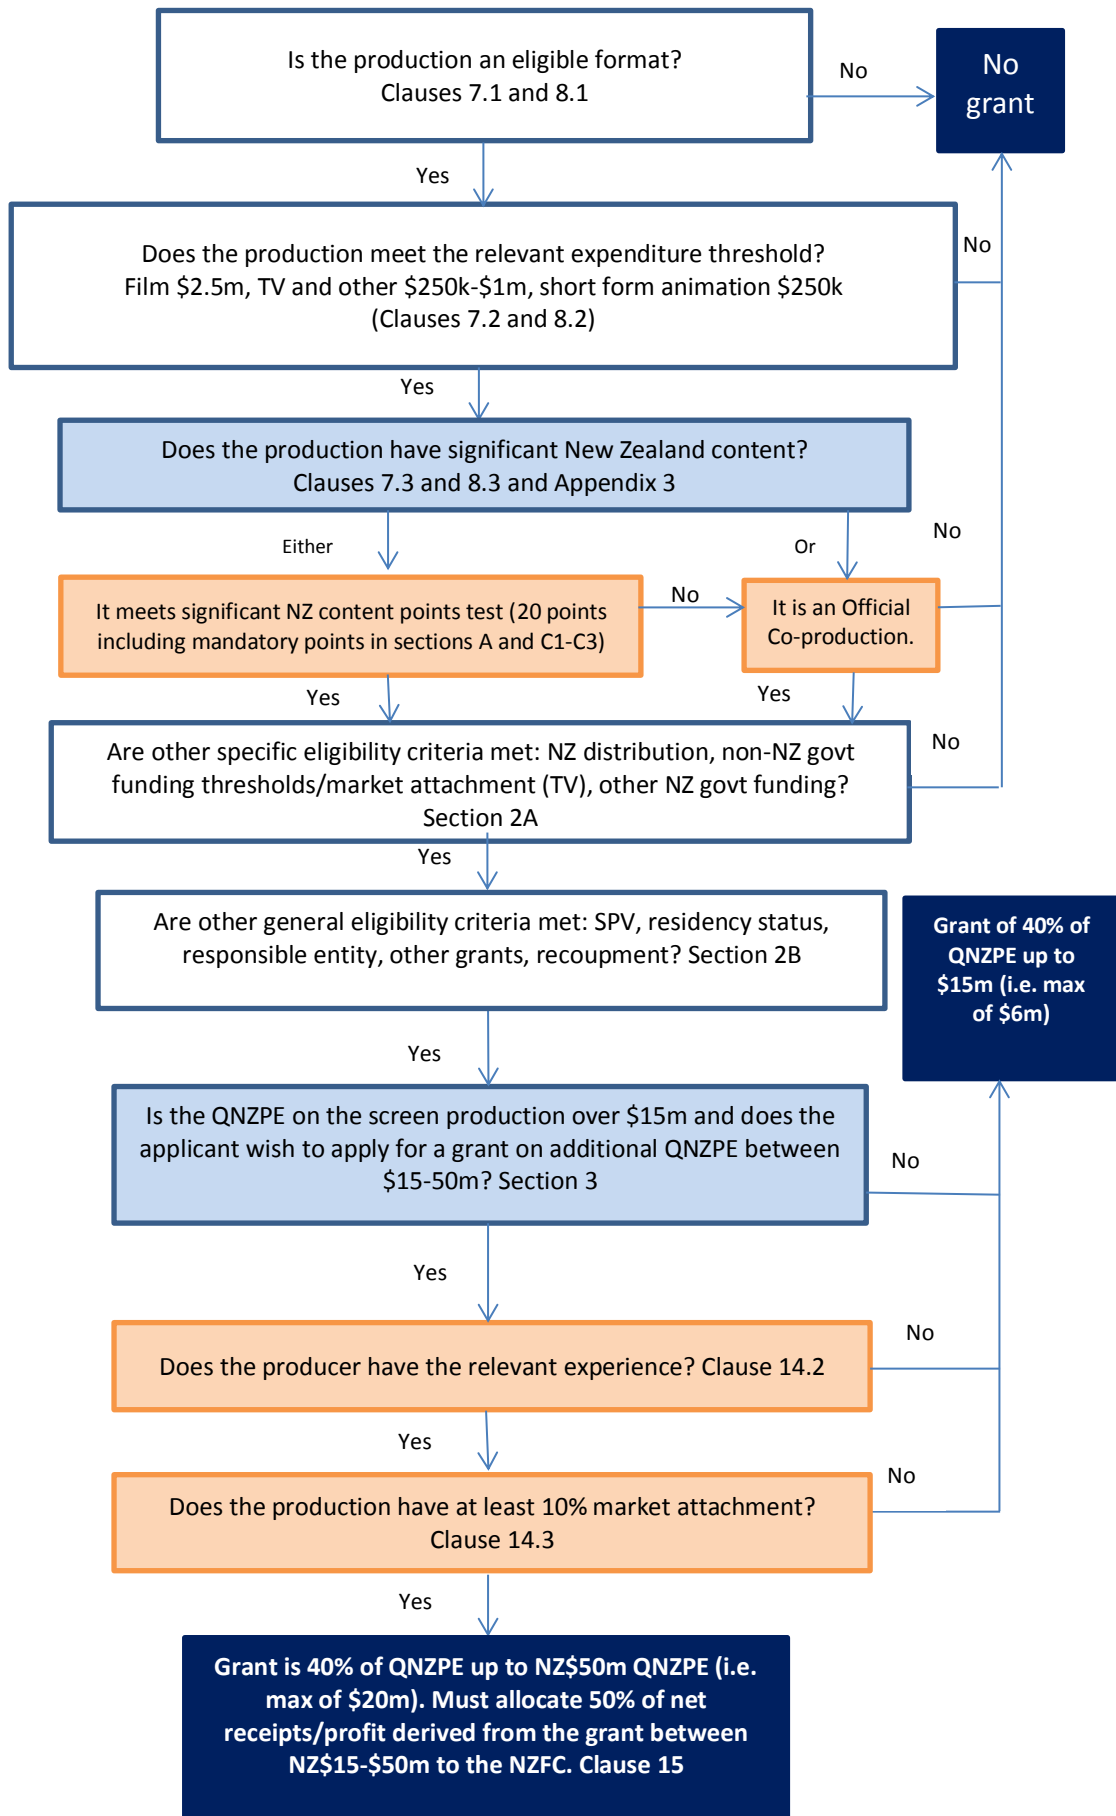 Is the production an eligible format?
Clauses 7.1 and 8.1
No
No
grant
Yes
Does the production meet the relevant expenditure threshold?
Film $2.5m, TV and other $250k-$1m, short form animation $250k
(Clauses 7.2 and 8.2)
No
Yes
Does the production have significant New Zealand content?
Clauses 7.3 and 8.3 and Appendix 3
Either
Or
No
It meets significant NZ content points test (20 points
including mandatory points in sections A and C1-C3)
No
It is an Official
Co-production.
Yes
Yes
Are other specific eligibility criteria met: NZ distribution, non-NZ govt
funding thresholds/market attachment (TV), other NZ govt funding?
Section 2A
No
Yes
Are other general eligibility criteria met: SPV, residency status,
responsible entity, other grants, recoupment? Section 2B
Grant of 40% of
QNZPE up to
$15m (i.e. max
of $6m)
Yes
Is the QNZPE on the screen production over $15m and does the
applicant wish to apply for a grant on additional QNZPE between
$15-50m? Section 3
No
Yes
Does the producer have the relevant experience? Clause 14.2
No
Yes
Does the production have at least 10% market attachment?
Clause 14.3
No
Yes
Grant is 40% of QNZPE up to NZ$50m QNZPE (i.e.
max of $20m). Must allocate 50% of net
receipts/profit derived from the grant between
NZ$15-$50m to the NZFC. Clause 15